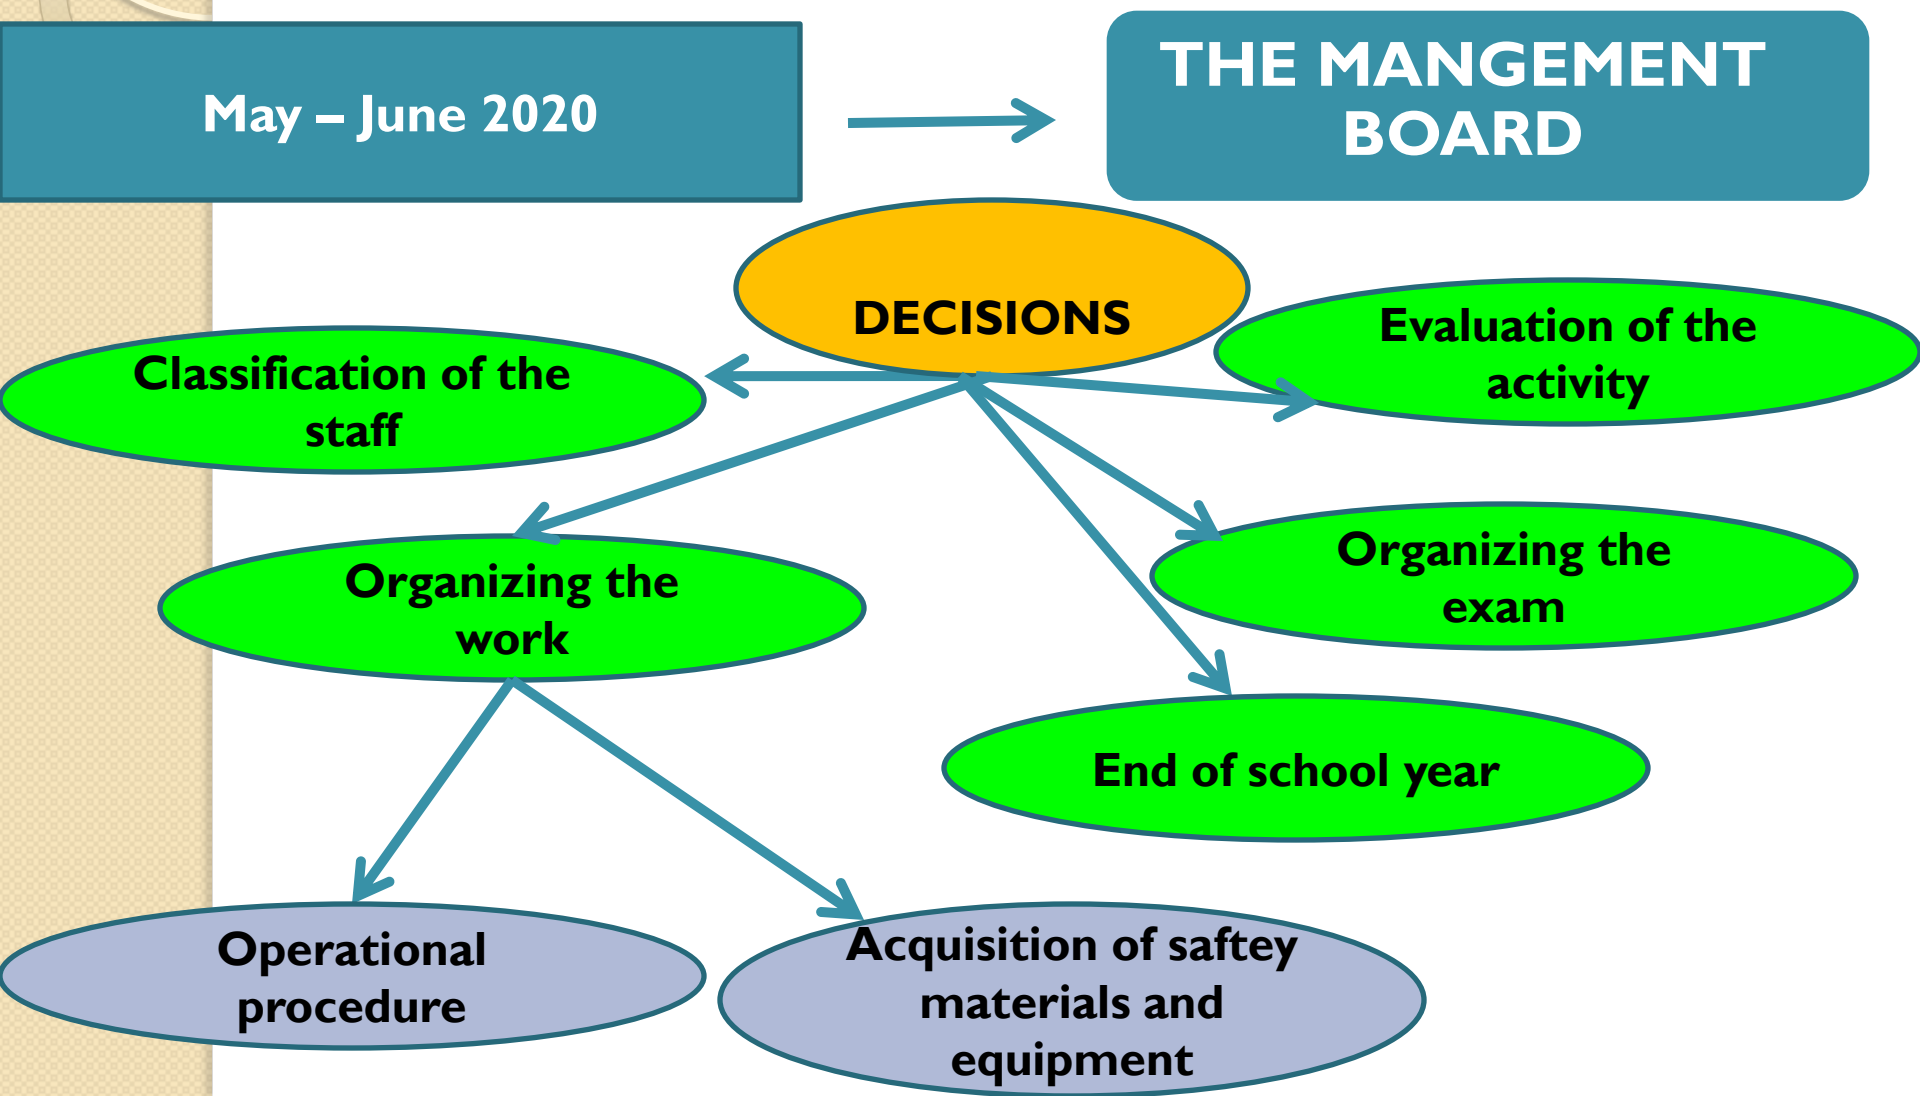 May – June 2020
THE MANGEMENT
BOARD
DECISIONS
Evaluation of the
activity
Classification of the
staff
Organizing the
exam
Organizing the
work
End of school year
Operational
procedure
Acquisition of saftey
materials and
equipment